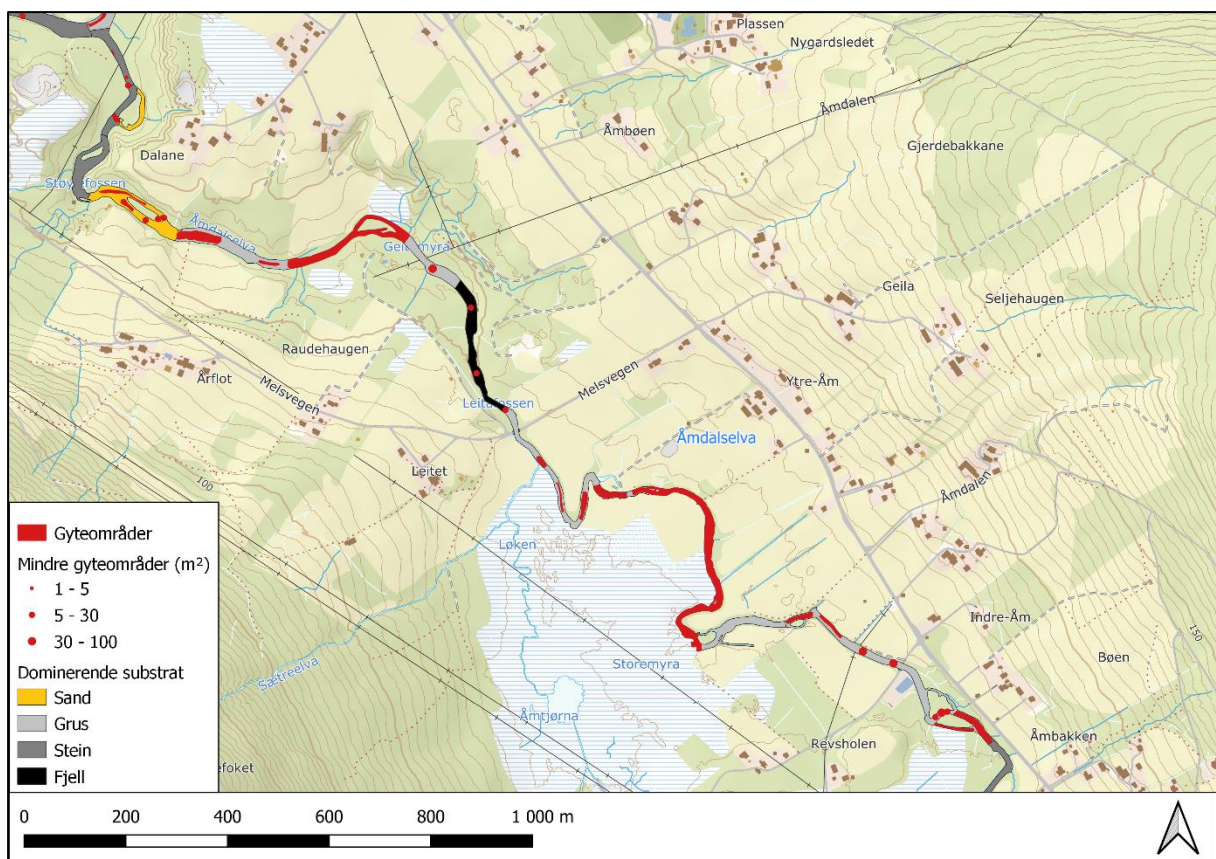 Plassen
Nygardsledet
Åmdalen
Åmbøen
Gjerdebakkane
Dalane
Åmdalselva
Geila
Seljehaugen
Raudehaugen
Årflot
Melsvegen
Melsvegen
Ytre-Åm
Leitafossen
Åmdalselva
Leitet
Åmdalen
100
Løken
Indre-Åm
150
Bøen
Sætreelva
Storemyra
Åmtjørna
Revsholen
Åmbakken
Gyteområder
Mindre gyteområder (m²)
1 - 5
5 - 30
30 - 100
Dominerende substrat
Sand
Grus
Stein
Fjell
0 200 400 600 800 1 000 m